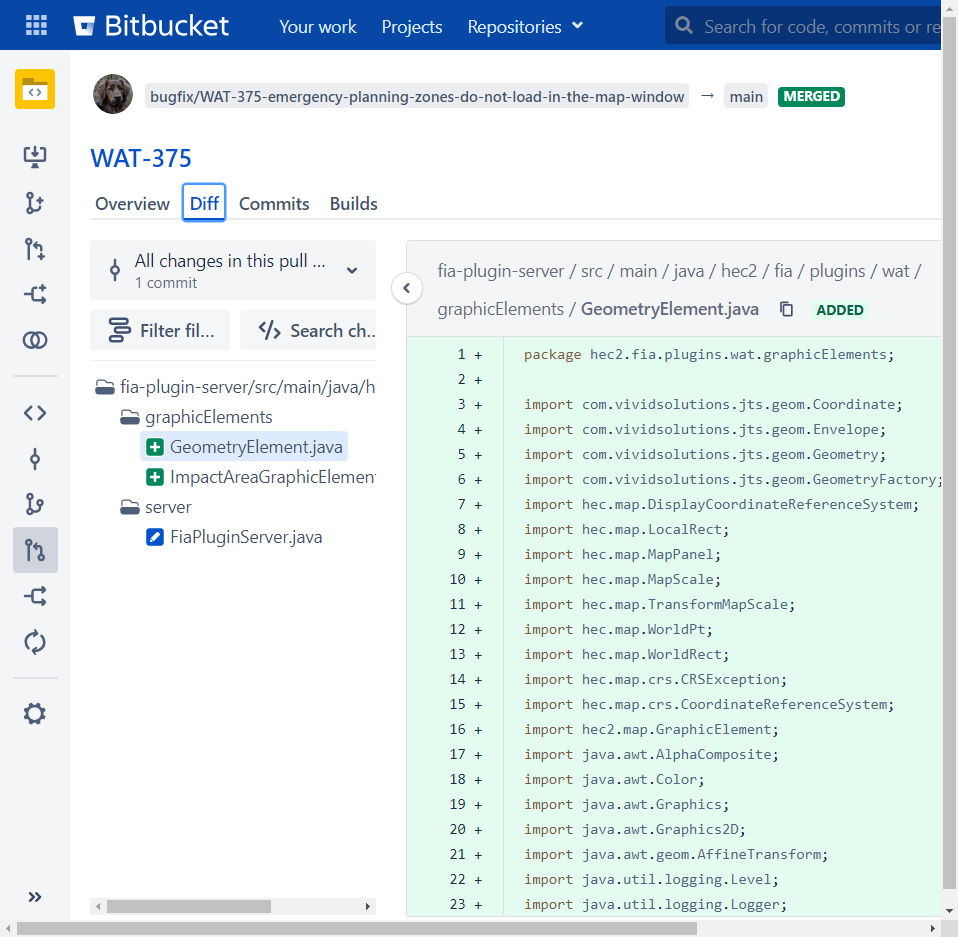 Bitbucket Your work Projects Repositories Search for code, commits or re
bugfix/WAT-375-emergency-planning-zones-do-not-load-in-the-map-window → main MERGED
WAT-375
Overview Diff Commits Builds
All changes in this pull ...
1 commit
Filter fil... Search ch..
fia-plugin-server/src/main/java/h
graphicElements
GeometryElement.java
ImpactAreaGraphicElement
server
FiaPluginServer.java
fia-plugin-server / src / main / java / hec2 / fia / plugins / wat /
graphicElements / GeometryElement.java ADDED
1 + package hec2.fia.plugins.wat.graphicElements;
2 +
3 + import com.vividsolutions.jts.geom.Coordinate;
4 + import com.vividsolutions.jts.geom.Envelope;
5 + import com.vividsolutions.jts.geom.Geometry;
6 + import com.vividsolutions.jts.geom.GeometryFactory;
7 + import hec.map.DisplayCoordinateReferenceSystem;
8 + import hec.map.LocalRect;
9 + import hec.map.MapPanel;
10 + import hec.map.MapScale;
11 + import hec.map.TransformMapScale;
12 + import hec.map.WorldPt;
13 + import hec.map.WorldRect;
14 + import hec.map.crs.CRSException;
15 + import hec.map.crs.CoordinateReferenceSystem;
16 + import hec2.map.GraphicElement;
17 + import java.awt.AlphaComposite;
18 + import java.awt.Color;
19 + import java.awt.Graphics;
20 + import java.awt.Graphics2D;
21 + import java.awt.geom.AffineTransform;
22 + import java.util.logging.Level;
23 + import java.util.logging.Logger;